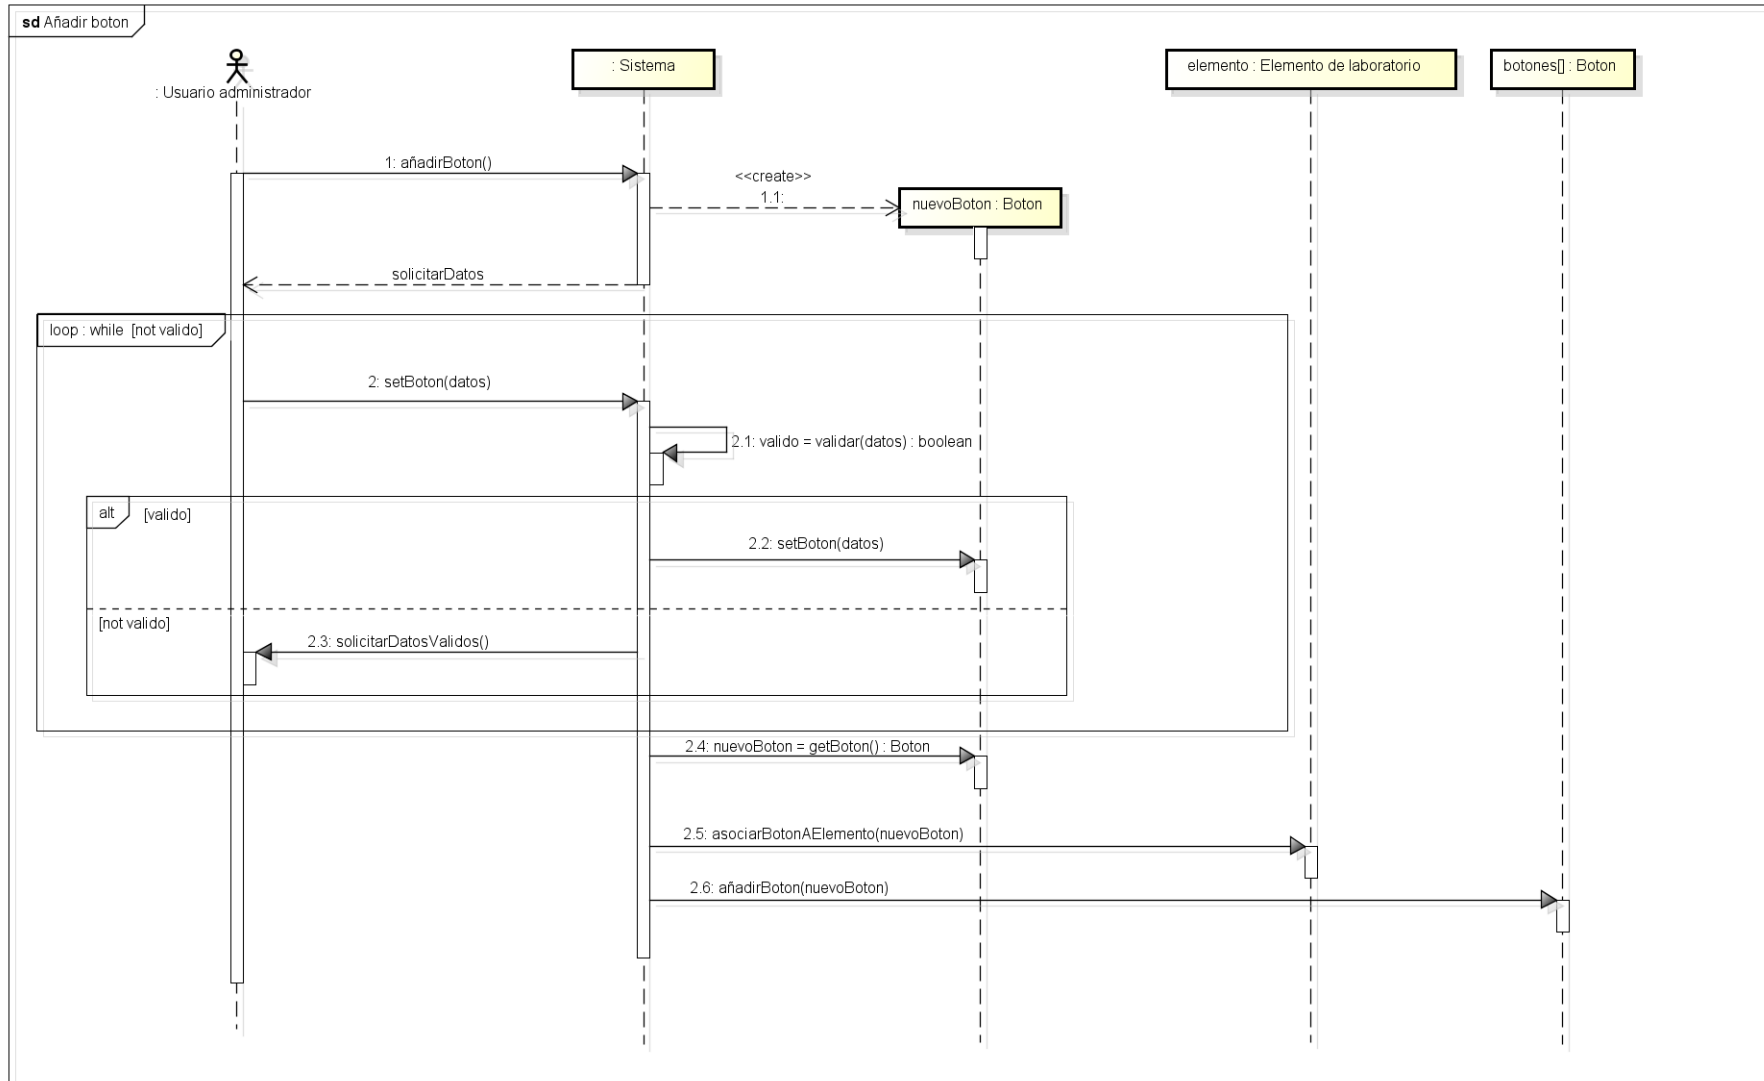 sd Añadir boton
: Usuario administrador
: Sistema
elemento : Elemento de laboratorio
botones[] : Boton
1: añadirBoton()
<<create>>
1.1:
nuevoBoton : Boton
solicitarDatos
loop : while [not valido]
2: setBoton(datos)
2.1: valido = validar(datos) : boolean
alt
[valido]
2.2: setBoton(datos)
[not valido]
2.3: solicitarDatosValidos()
2.4: nuevoBoton = getBoton() : Boton
2.5: asociarBotonAElemento(nuevoBoton)
2.6: añadirBoton(nuevoBoton)